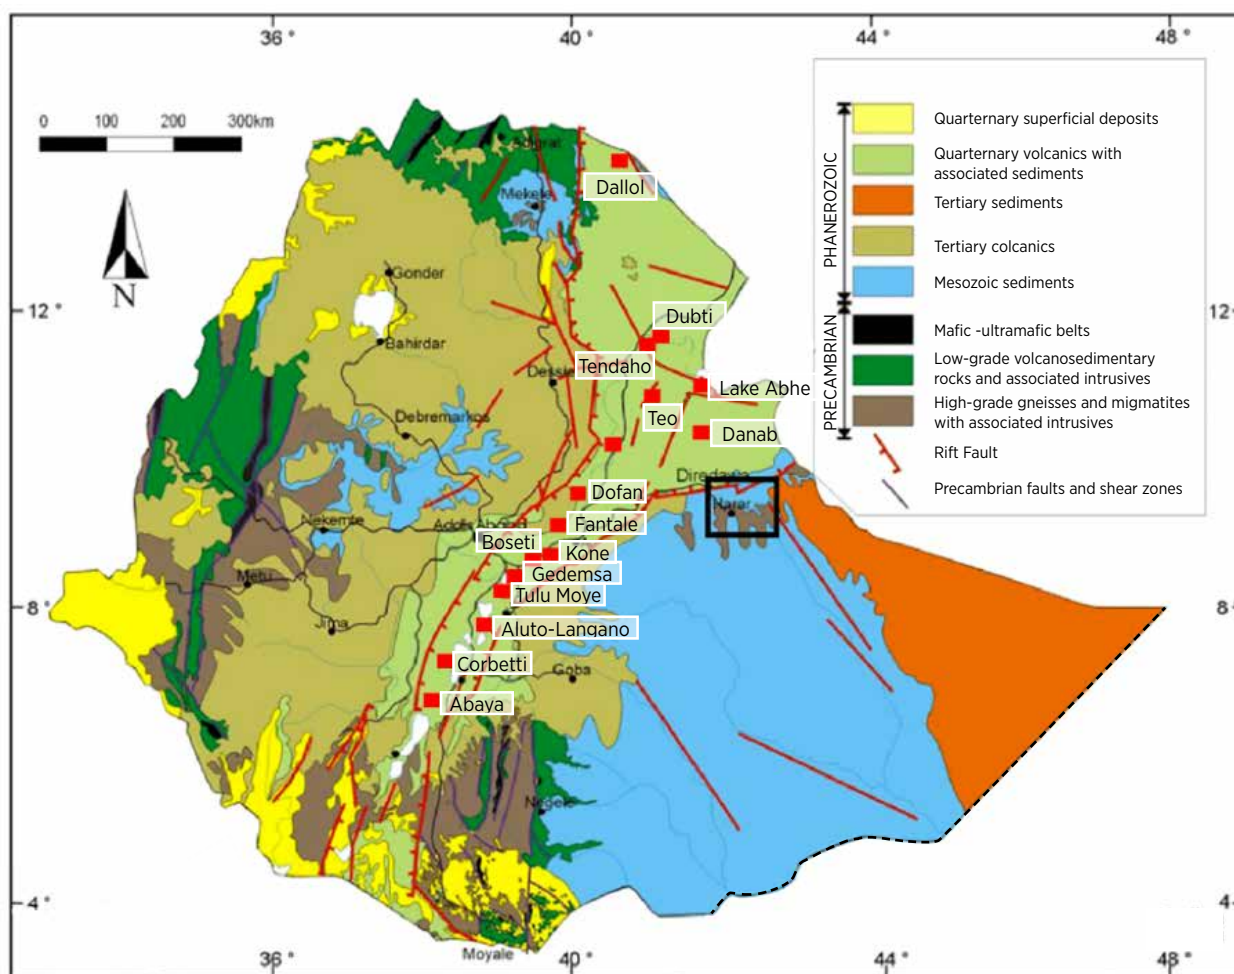 36°
40°
44°
48°
0
100
200
300km
N
12°
8°
4°
12
8
4
36°
40°
44°
48°
Adigrat
Mekele
Dallol
Gonder
Bahirdar
Dubti
Tendaho
Dessie
Lake Abhe
Teo
Danab
Debremarkos
Diredawa
Harar
Dofan
Fantale
Nekemte
Addis Ababa
Boseti
Kone
Gedemsa
Metu
Tulu Moye
Jima
Aluto-Langano
Corbetti
Goba
Abaya
Negele
Moyale
PHANEROZOIC
Quarternary superficial deposits
Quarternary volcanics with
associated sediments
Tertiary sediments
Tertiary colcanics
Mesozoic sediments
PRECAMBRIAN
Mafic -ultramafic belts
Low-grade volcanosedimentary
rocks and associated intrusives
High-grade gneisses and migmatites
with associated intrusives
Rift Fault
Precambrian faults and shear zones